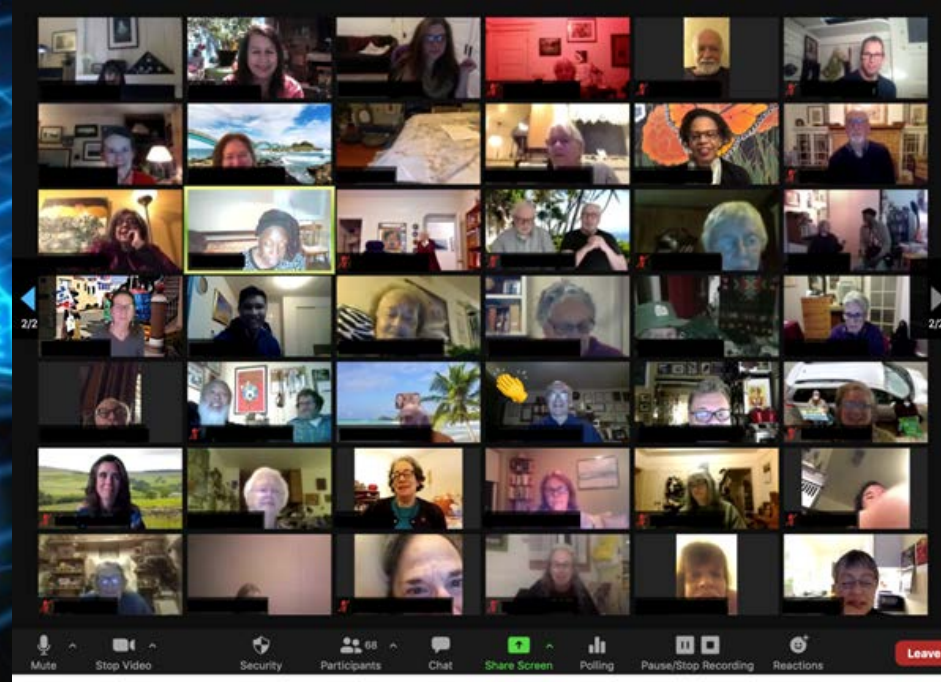 2/2
2/2
68
Mute
Stop Video
Security
Participants
Chat
Share Screen
Polling
Pause/Stop Recording
Reactions
Leave